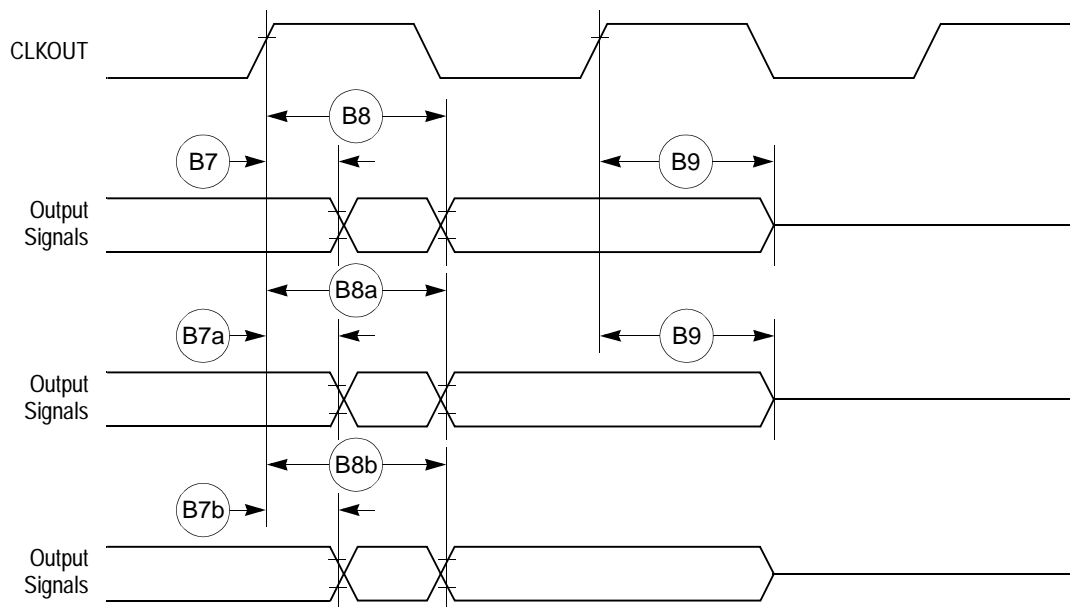 CLKOUT
B8
B7
B9
Output
Signals
B8a
B7a
B9
Output
Signals
B8b
B7b
Output
Signals